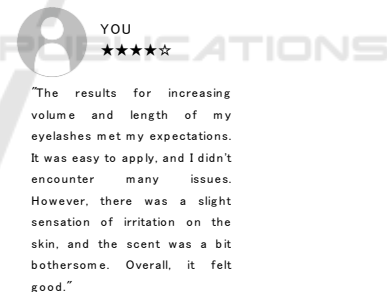 PUBLICATIONS
YOU
★★★★☆
"The results for increasing
volume and length of my
eyelashes met my expectations.
It was easy to apply, and I didn't
encounter many issues.
However, there was a slight
sensation of irritation on the
skin, and the scent was a bit
bothersome. Overall, it felt
good."